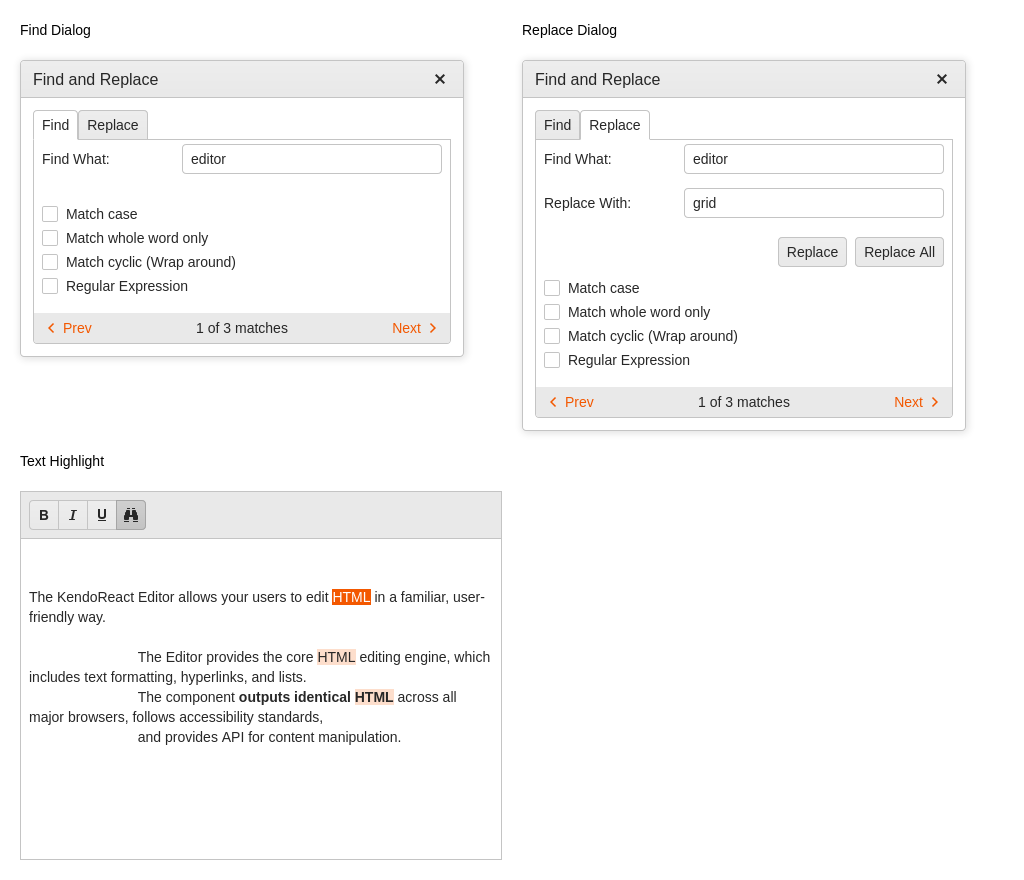 Find Dialog
Find and Replace
Find Replace
Find What: editor
Match case
Match whole word only
Match cyclic (Wrap around)
Regular Expression
Prev 1 of 3 matches Next
Replace Dialog
Find and Replace
Find Replace
Find What: editor
Replace With: grid
Replace Replace All
Match case
Match whole word only
Match cyclic (Wrap around)
Regular Expression
Prev 1 of 3 matches Next
Text Highlight
B I U
The KendoReact Editor allows your users to edit HTML in a familiar, user-
friendly way.
The Editor provides the core HTML editing engine, which
includes text formatting, hyperlinks, and lists.
The component outputs identical HTML across all
major browsers, follows accessibility standards,
and provides API for content manipulation.